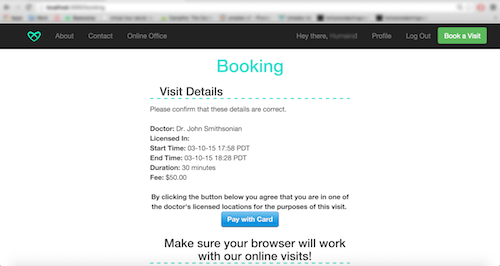 About Contact Online Office Hey there, Profile Log Out Book a Visit
Booking
Visit Details
Please confirm that these details are correct.
Doctor: Dr. John Smithsonian
Licensed In:
Start Time: 03-10-15 17:58 PDT
End Time: 03-10-15 18:28 PDT
Duration: 30 minutes
Fee: $50.00
By clicking the button below you agree that you are in one of
the doctor's licensed locations for the purposes of this visit.
Pay with Card
Make sure your browser will work
with our online visits!